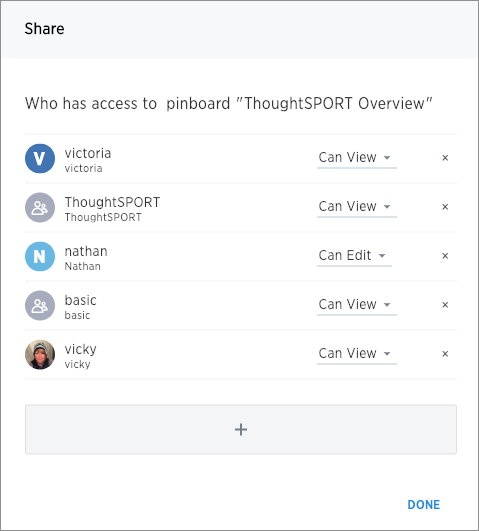 Share
Who has access to pinboard "ThoughtSPORT Overview"
V victoria Can View ×
victoria
ThoughtSPORT Can View ×
ThoughtSPORT
N nathan Can Edit ×
Nathan
basic Can View ×
basic
vicky Can View ×
vicky
+
DONE